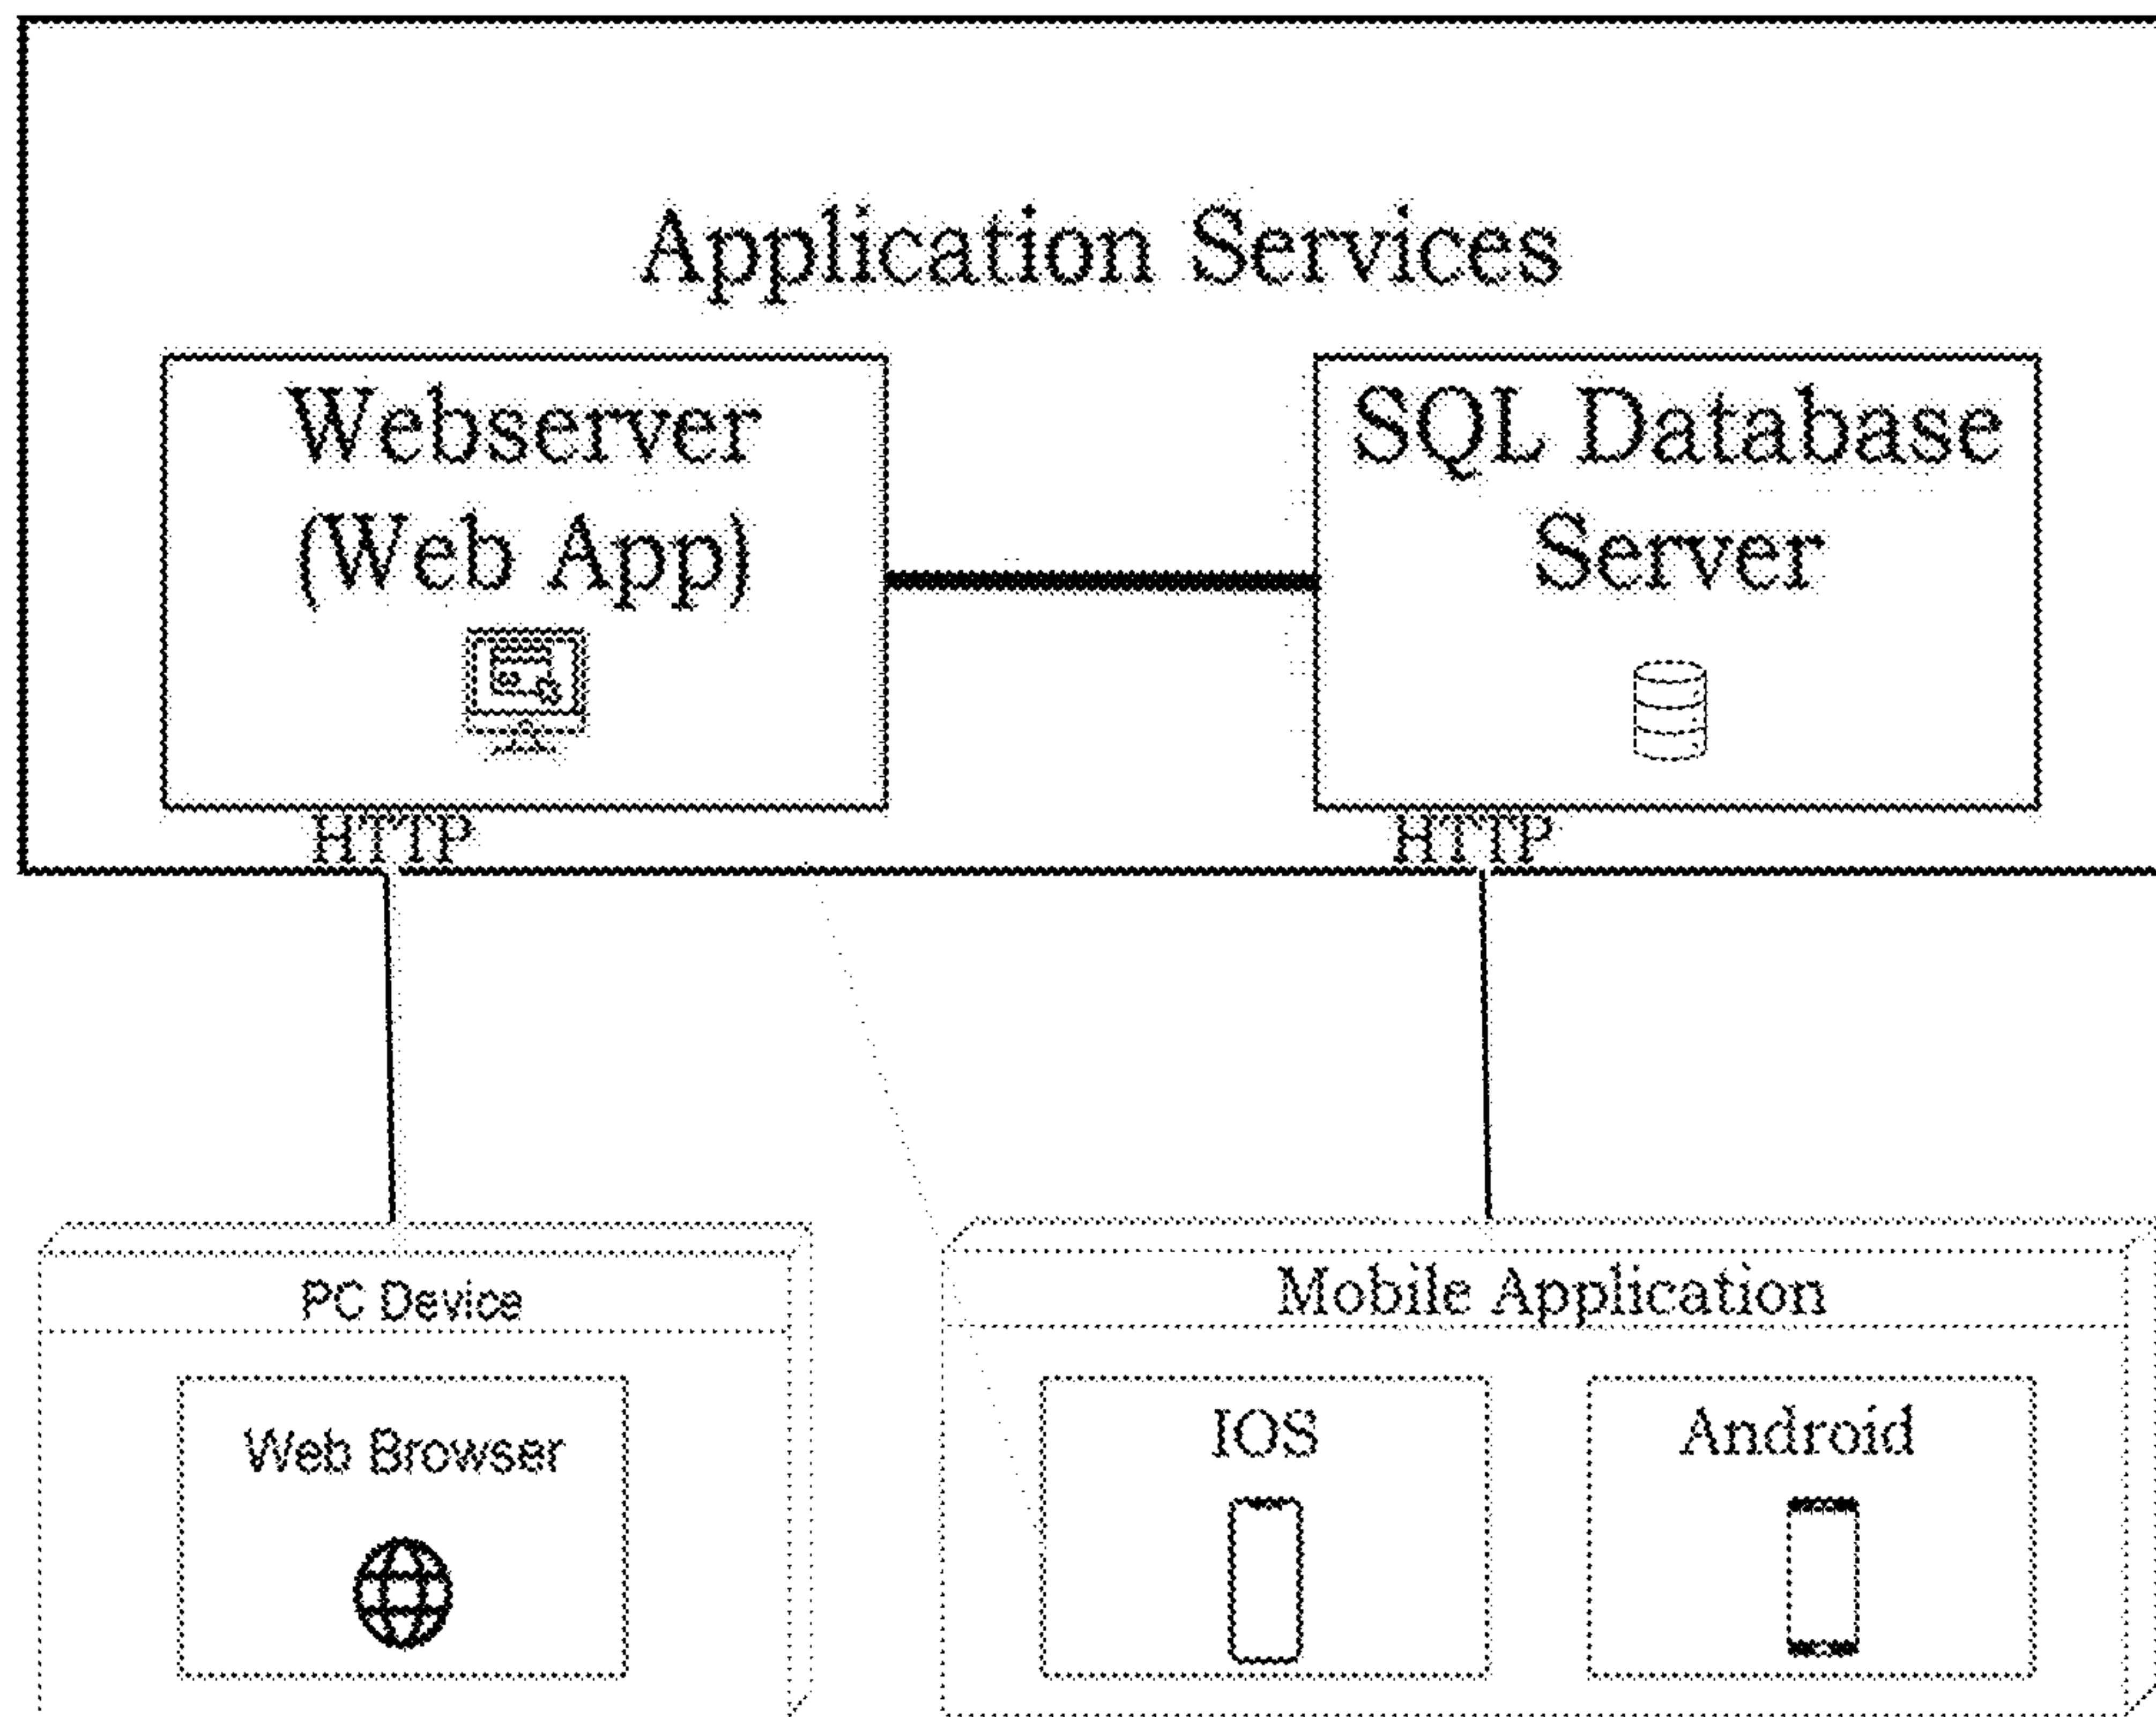 Application Services
Webserver
(Web App)
SQL Database
Server
HTTP
HTTP
PC Device
Web Browser
Mobile Application
IOS
Android